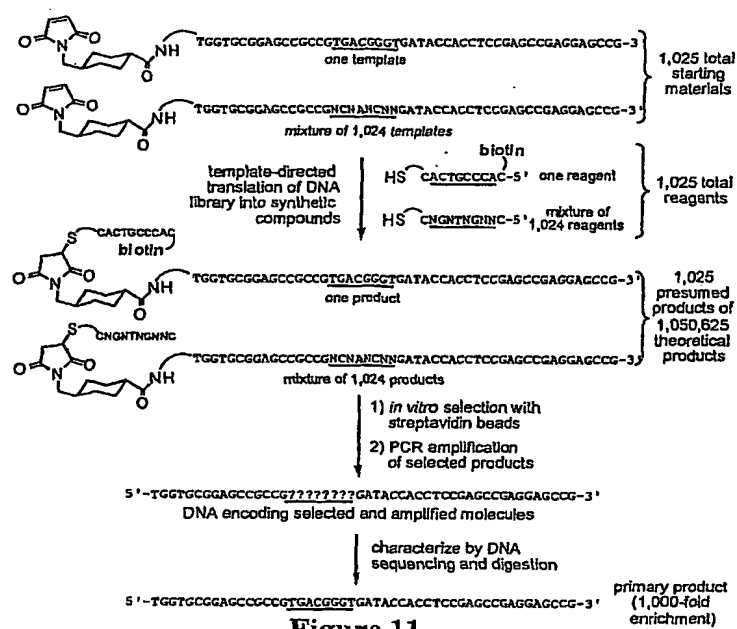 TGGTGCGGAGCCGCCGTGACGGGTGATACCACCTCCGAGCCGAGGAGCCG-3'
one template
1,025 total
starting
materials
TGGTGCGGAGCCGCCGNCNANCNNGATACCACCTCCGAGCCGAGGAGCCG-3'
mixture of 1,024 templates
template-directed
translation of DNA
library into synthetic
compounds
biotin
HS CACTGCCCAC-5' one reagent
HS CNGNTNGNNC-5' mixture of
1,024 reagents
1,025 total
reagents
S CACTGCCCAC
biotin
TGGTGCGGAGCCGCCGTGACGGGTGATACCACCTCCGAGCCGAGGAGCCG-3'
one product
S CNGNTNGNNC
TGGTGCGGAGCCGCCGNCNANCNNGATACCACCTCCGAGCCGAGGAGCCG-3'
mixture of 1,024 products
1,025
presumed
products of
1,050,625
theoretical
products
1) in vitro selection with
streptavidin beads
2) PCR amplification
of selected products
5'-TGGTGCGGAGCCGCCG????????GATACCACCTCCGAGCCGAGGAGCCG-3'
DNA encoding selected and amplified molecules
characterize by DNA
sequencing and digestion
5'-TGGTGCGGAGCCGCCGTGACGGGTGATACCACCTCCGAGCCGAGGAGCCG-3'
primary product
(1,000-fold
enrichment)
Figure 11